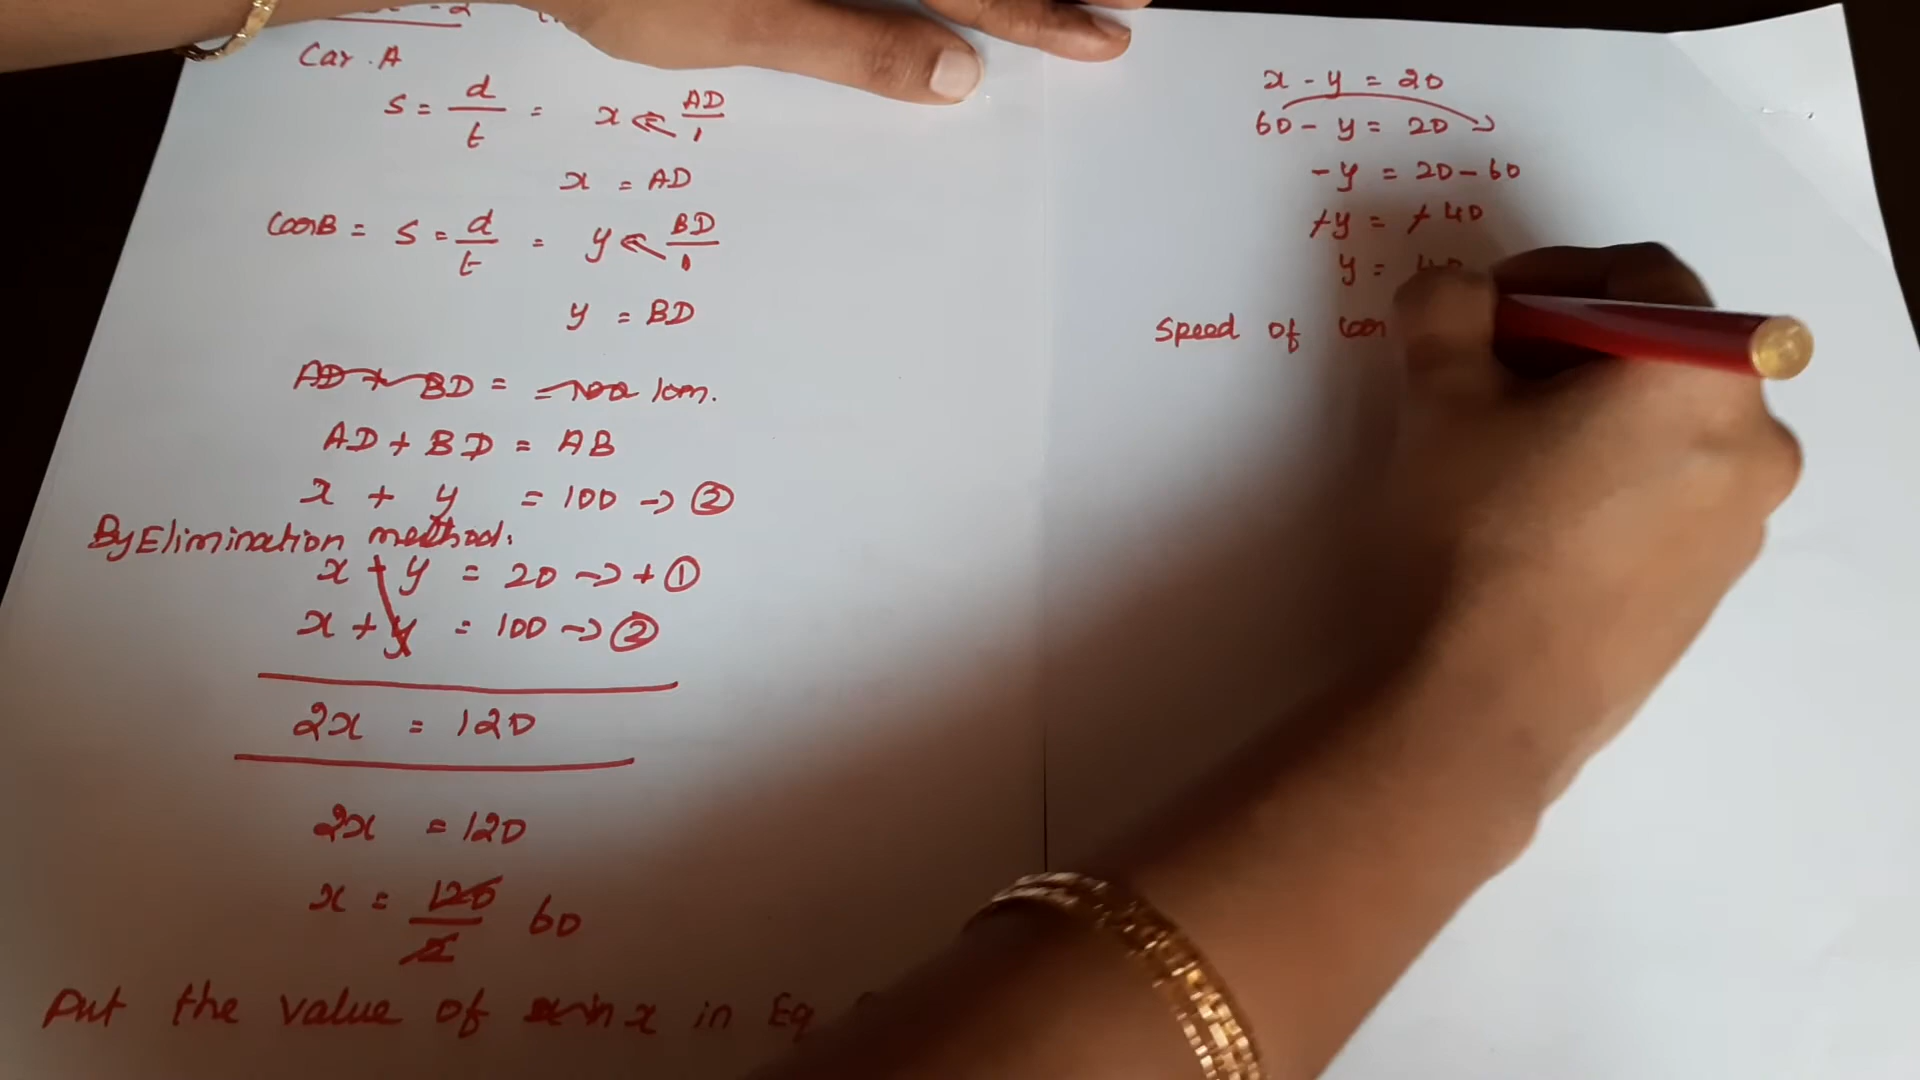 Car. A
S = d/t = x AD/1
x = AD
CarB = S = d/t = y BD/1
y = BD
AD + BD = 100 km.
AD + BD = AB
x + y = 100 → ②
By Elimination method.
x + y = 20 → + ①
x + y = 100 → ②
2x = 120
2x = 120
x = 120/2 60
Put the value of x in Eq
x - y = 20
60 - y = 20
-y = 20 - 60
-y = -40
y = 40
Speed of car